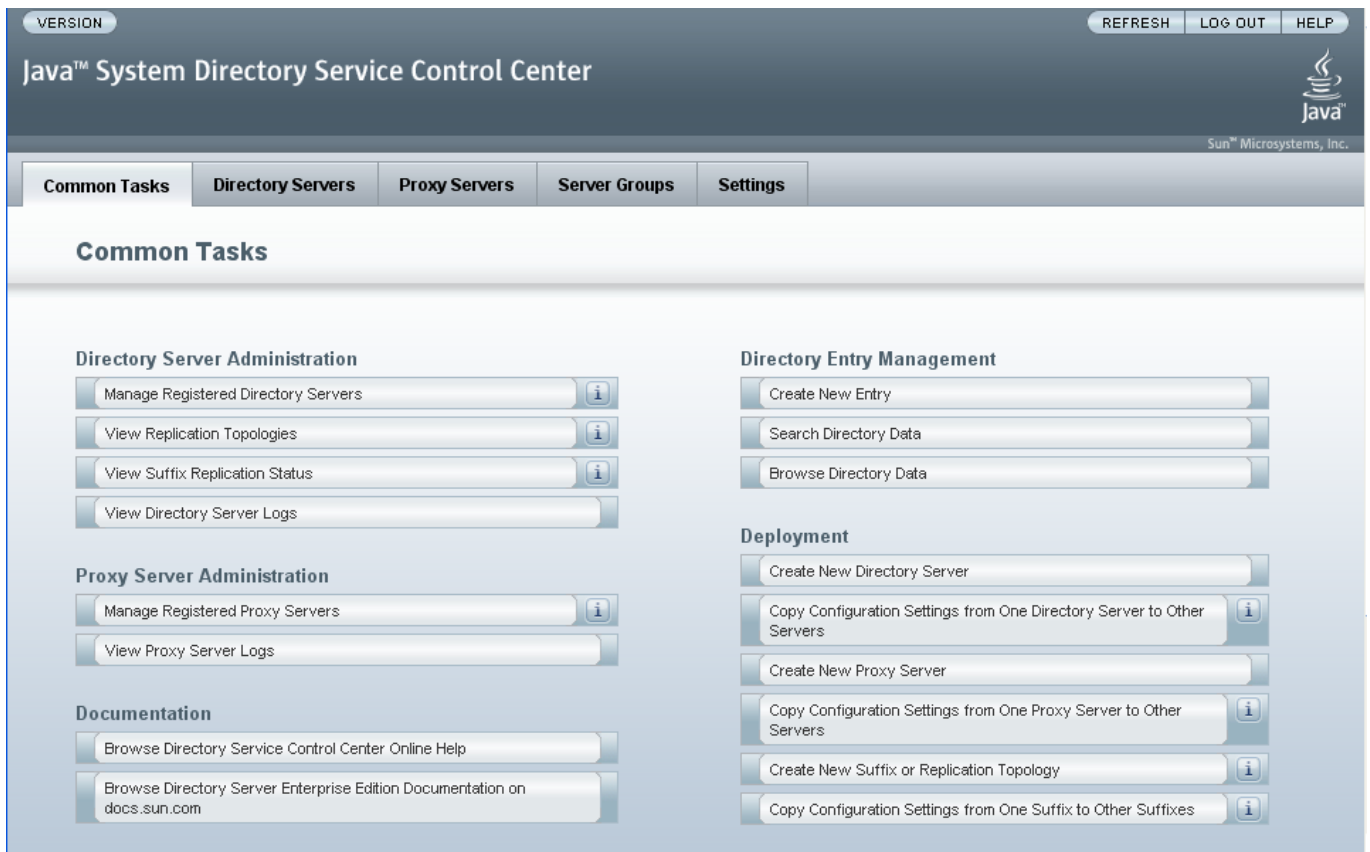 VERSION
REFRESH
LOG OUT
HELP
Java™ System Directory Service Control Center
Java™
Sun™ Microsystems, Inc.
Common Tasks
Directory Servers
Proxy Servers
Server Groups
Settings
Common Tasks
Directory Server Administration
Manage Registered Directory Servers
i
View Replication Topologies
i
View Suffix Replication Status
i
View Directory Server Logs
Proxy Server Administration
Manage Registered Proxy Servers
i
View Proxy Server Logs
Documentation
Browse Directory Service Control Center Online Help
Browse Directory Server Enterprise Edition Documentation on
docs.sun.com
Directory Entry Management
Create New Entry
Search Directory Data
Browse Directory Data
Deployment
Create New Directory Server
Copy Configuration Settings from One Directory Server to Other
Servers
i
Create New Proxy Server
Copy Configuration Settings from One Proxy Server to Other
Servers
i
Create New Suffix or Replication Topology
i
Copy Configuration Settings from One Suffix to Other Suffixes
i